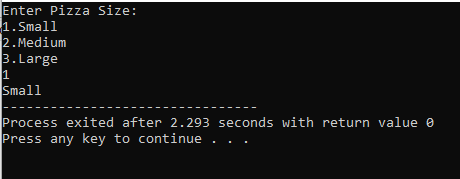 Enter Pizza Size:
1.Small
2.Medium
3.Large
1
Small
--------------------------------
Process exited after 2.293 seconds with return value 0
Press any key to continue . . .